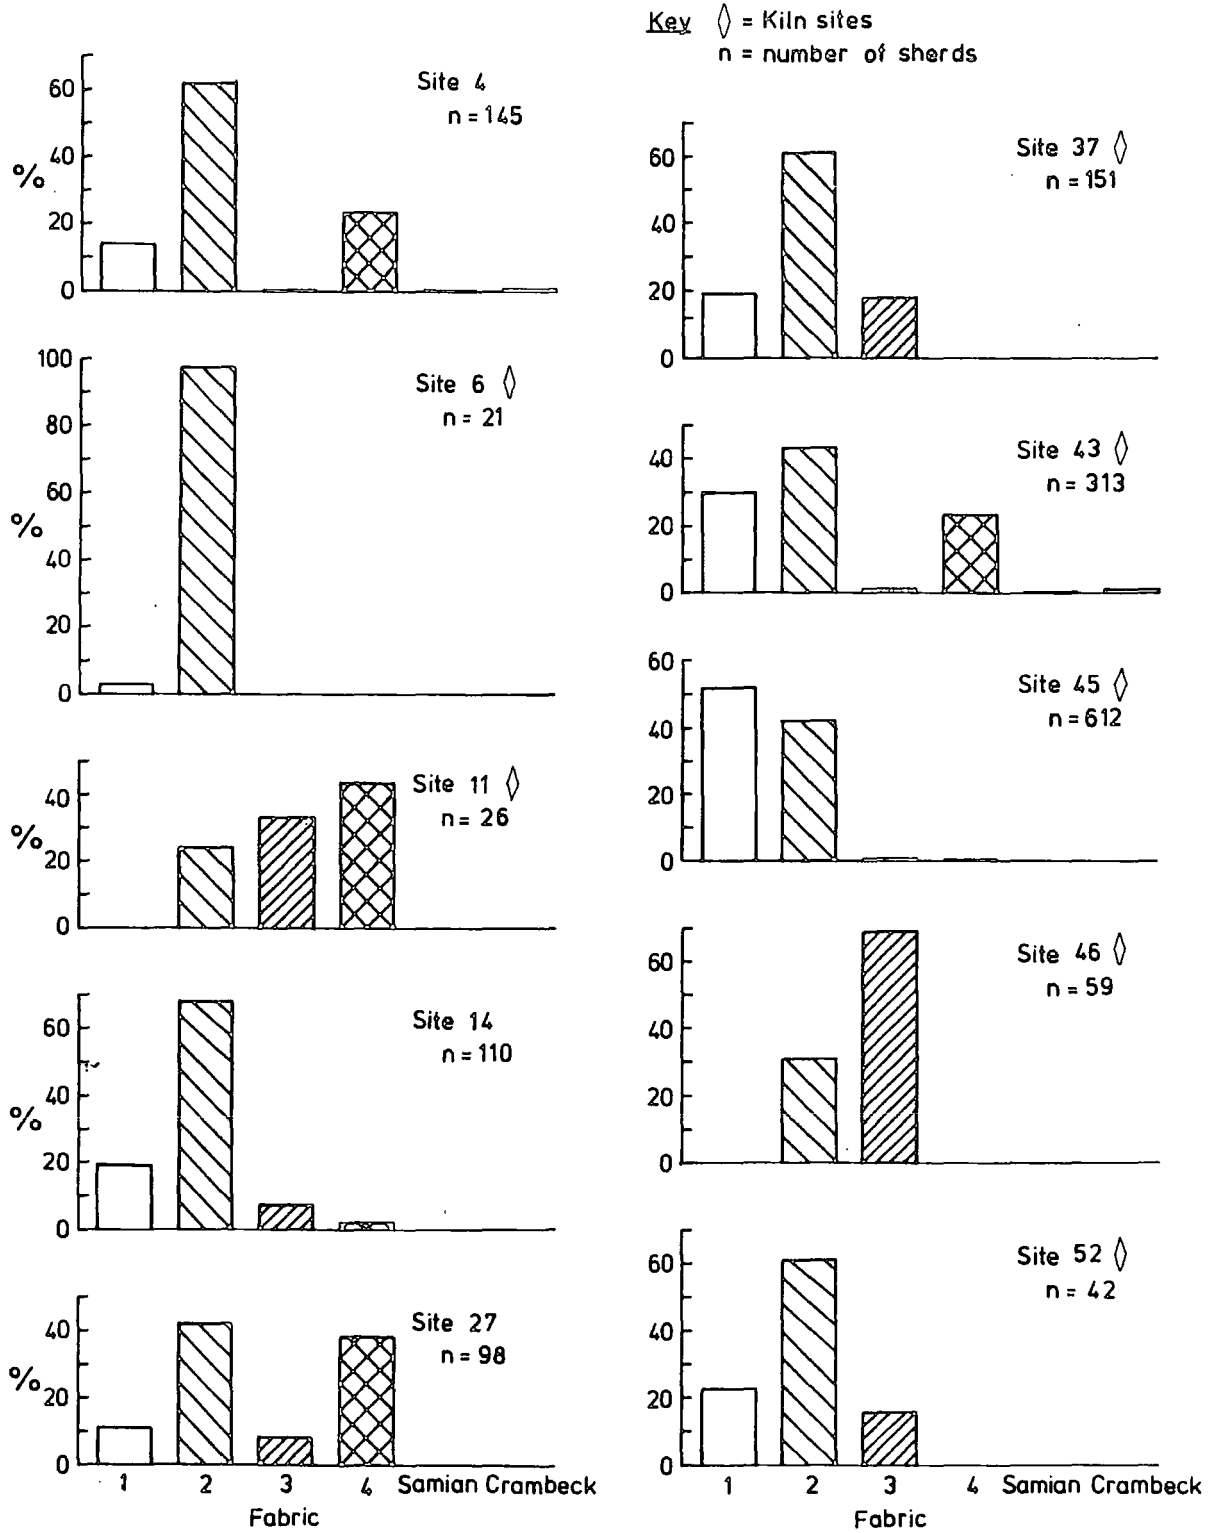 Key ◊ = Kiln sites
n = number of sherds
Site 4
n = 145
%
60
40
20
0
Site 6 ◊
n = 21
%
100
80
60
40
20
0
Site 11 ◊
n = 26
%
40
20
0
Site 14
n = 110
%
60
40
20
0
Site 27
n = 98
%
40
20
0
1 2 3 4 Samian Crambeck
Fabric
Site 37 ◊
n = 151
60
40
20
0
Site 43 ◊
n = 313
40
20
0
Site 45 ◊
n = 612
60
40
20
0
Site 46 ◊
n = 59
60
40
20
0
Site 52 ◊
n = 42
60
40
20
0
1 2 3 4 Samian Crambeck
Fabric